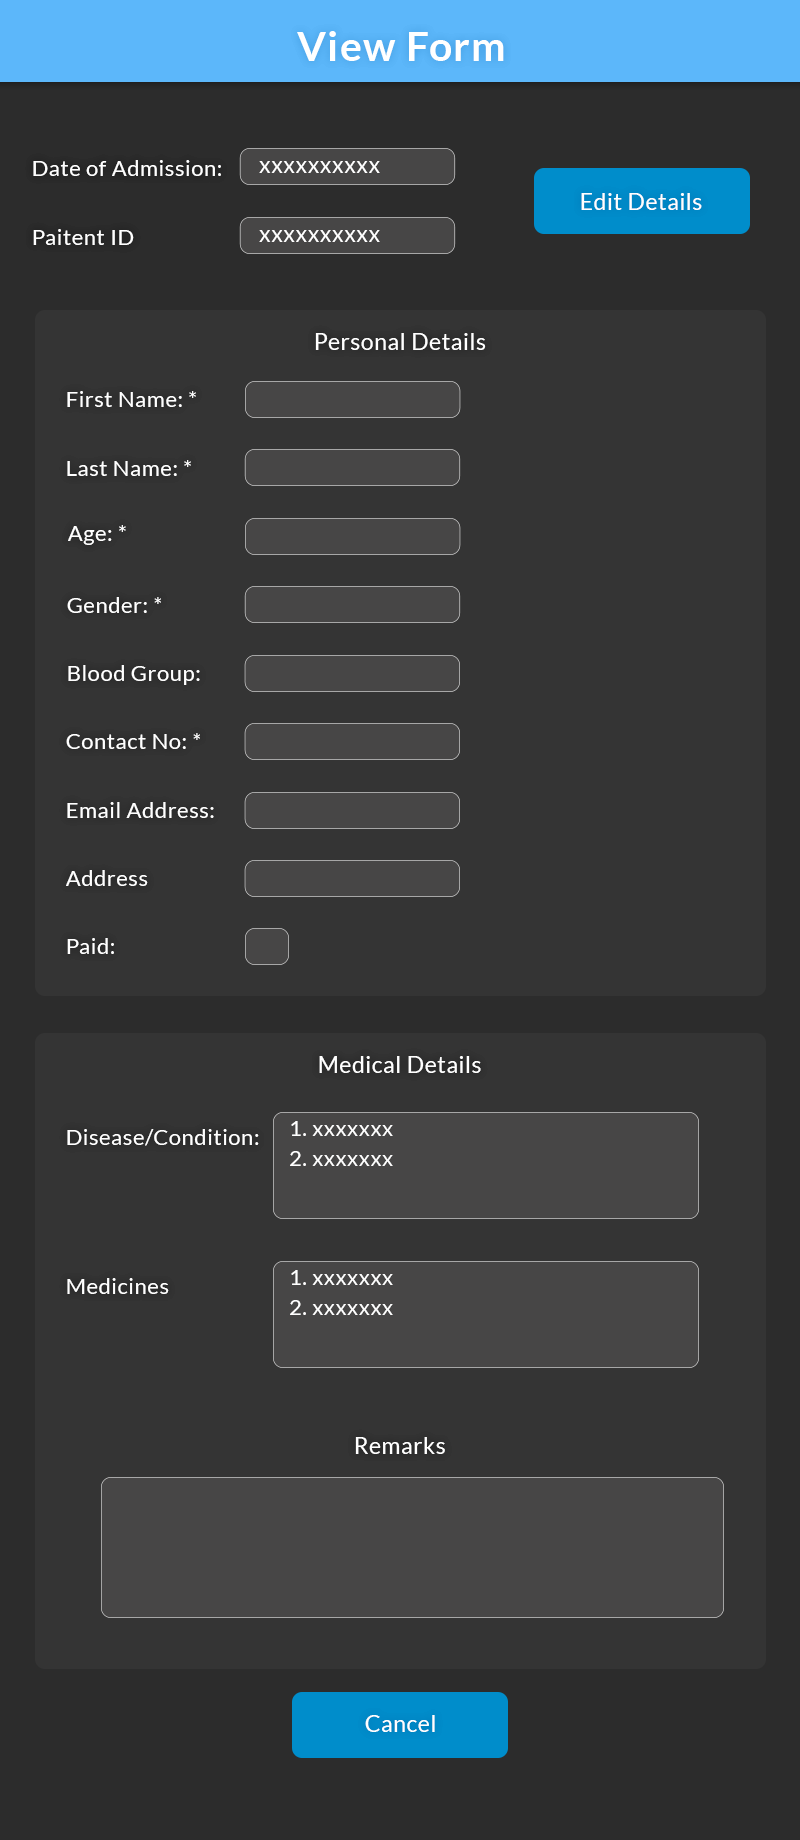 View Form
Date of Admission: xxxxxxxxxx
Edit Details
Paitent ID xxxxxxxxxx
Personal Details
First Name: *
Last Name: *
Age: *
Gender: *
Blood Group:
Contact No: *
Email Address:
Address
Paid:
Medical Details
Disease/Condition:
1. xxxxxxx
2. xxxxxxx
Medicines
1. xxxxxxx
2. xxxxxxx
Remarks
Cancel